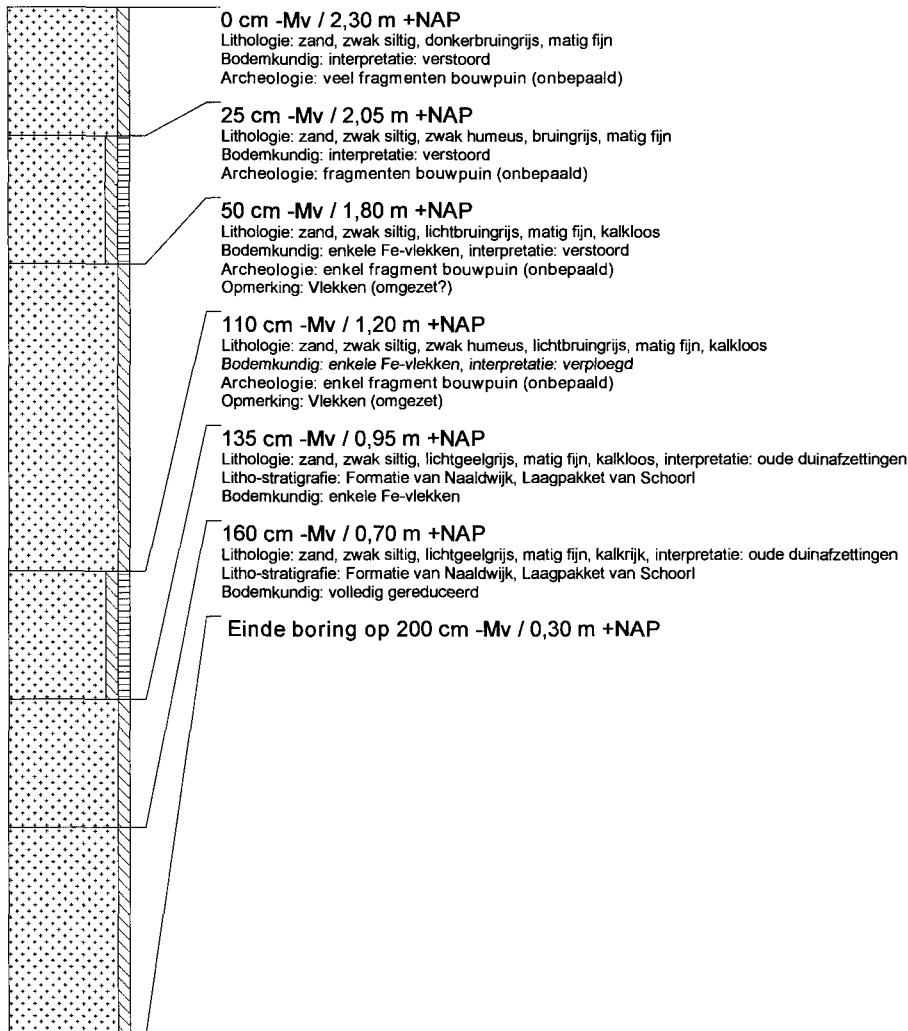 0 cm -Mv / 2,30 m +NAP
Lithologie: zand, zwak siltig, donkerbruingrijs, matig fijn
Bodemkundig: interpretatie: verstoord
Archeologie: veel fragmenten bouwpuin (onbepaald)
25 cm -Mv / 2,05 m +NAP
Lithologie: zand, zwak siltig, zwak humeus, bruingrijs, matig fijn
Bodemkundig: interpretatie: verstoord
Archeologie: fragmenten bouwpuin (onbepaald)
50 cm -Mv / 1,80 m +NAP
Lithologie: zand, zwak siltig, lichtbruingrijs, matig fijn, kalkloos
Bodemkundig: enkele Fe-vlekken, interpretatie: verstoord
Archeologie: enkel fragment bouwpuin (onbepaald)
Opmerking: Vlekken (omgezet?)
110 cm -Mv / 1,20 m +NAP
Lithologie: zand, zwak siltig, zwak humeus, lichtbruingrijs, matig fijn, kalkloos
Bodemkundig: enkele Fe-vlekken, interpretatie: verploegd
Archeologie: enkel fragment bouwpuin (onbepaald)
Opmerking: Vlekken (omgezet)
135 cm -Mv / 0,95 m +NAP
Lithologie: zand, zwak siltig, lichtgeelgrijs, matig fijn, kalkloos, interpretatie: oude duinafzettingen
Litho-stratigrafie: Formatie van Naaldwijk, Laagpakket van Schoorl
Bodemkundig: enkele Fe-vlekken
160 cm -Mv / 0,70 m +NAP
Lithologie: zand, zwak siltig, lichtgeelgrijs, matig fijn, kalkrijk, interpretatie: oude duinafzettingen
Litho-stratigrafie: Formatie van Naaldwijk, Laagpakket van Schoorl
Bodemkundig: volledig gereduceerd
Einde boring op 200 cm -Mv / 0,30 m +NAP